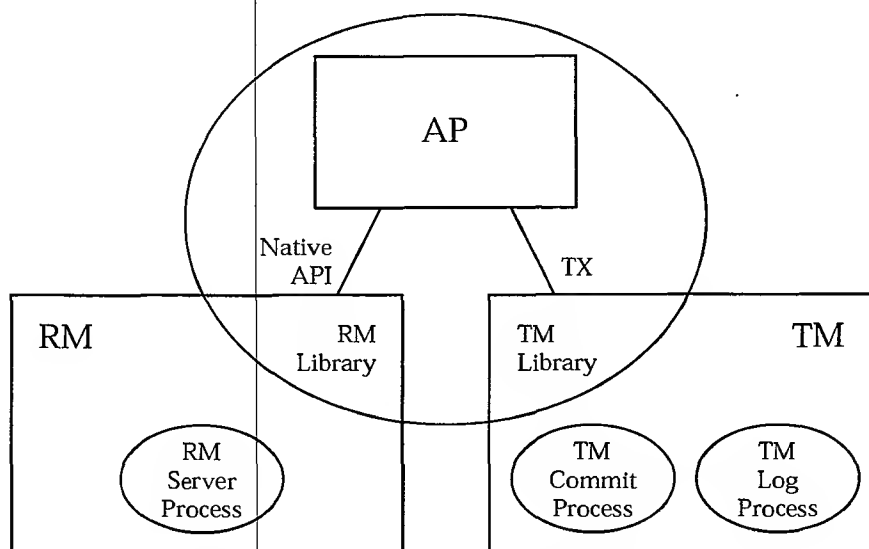 AP
Native
API
TX
RM
RM
Library
TM
Library
TM
RM
Server
Process
TM
Commit
Process
TM
Log
Process